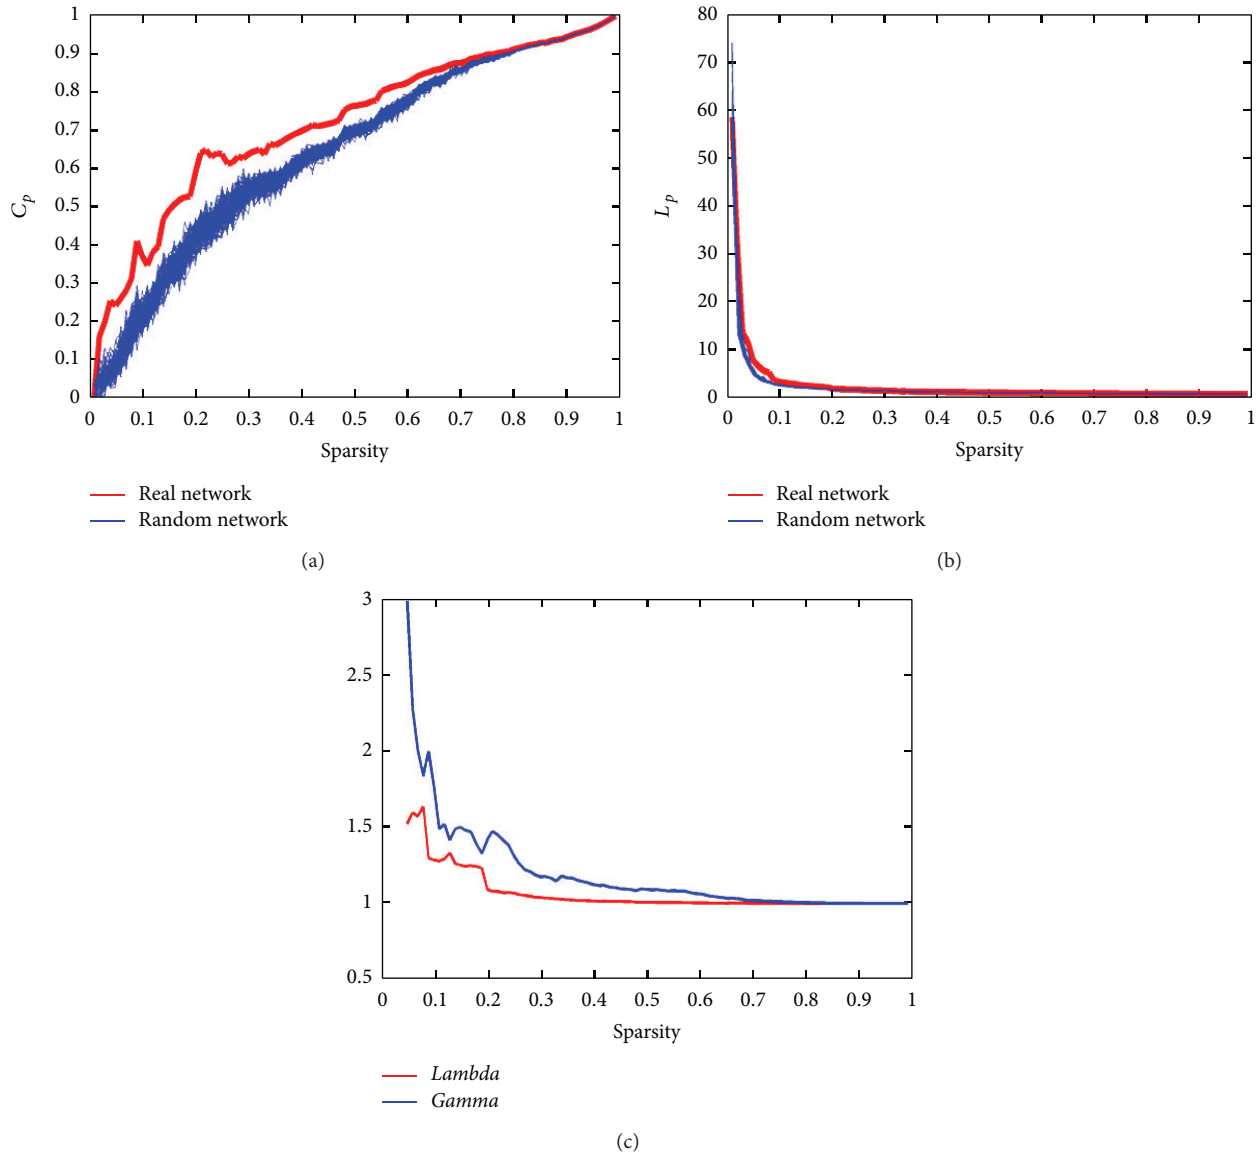 1
0.9
0.8
0.7
0.6
0.5
0.4
0.3
0.2
0.1
0
C_p
0 0.1 0.2 0.3 0.4 0.5 0.6 0.7 0.8 0.9 1
Sparsity
Real network
Random network
(a)
80
70
60
50
40
30
20
10
0
L_p
0 0.1 0.2 0.3 0.4 0.5 0.6 0.7 0.8 0.9 1
Sparsity
Real network
Random network
(b)
3
2.5
2
1.5
1
0.5
0 0.1 0.2 0.3 0.4 0.5 0.6 0.7 0.8 0.9 1
Sparsity
Lambda
Gamma
(c)